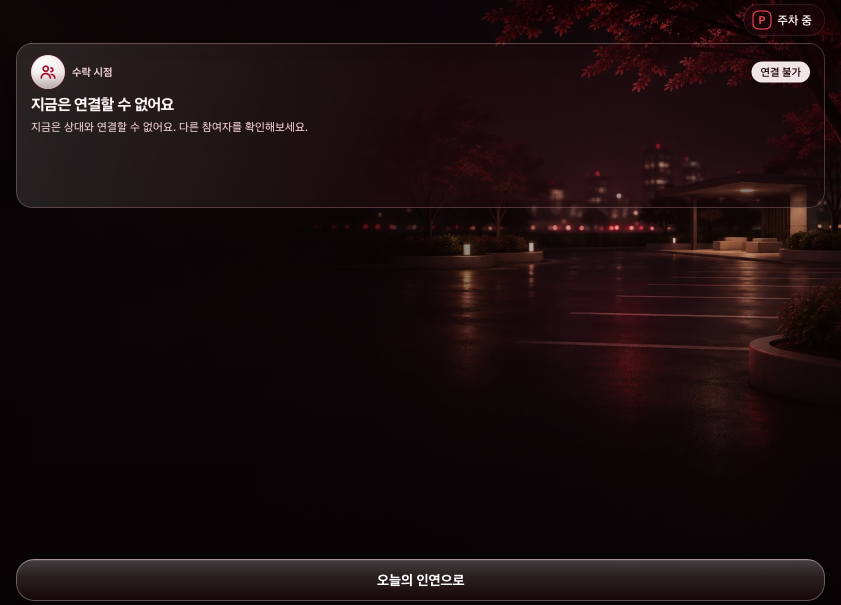 P 주차 중
수락 시점
연결 불가
지금은 연결할 수 없어요
지금은 상대와 연결할 수 없어요. 다른 참여자를 확인해보세요.
오늘의 인연으로